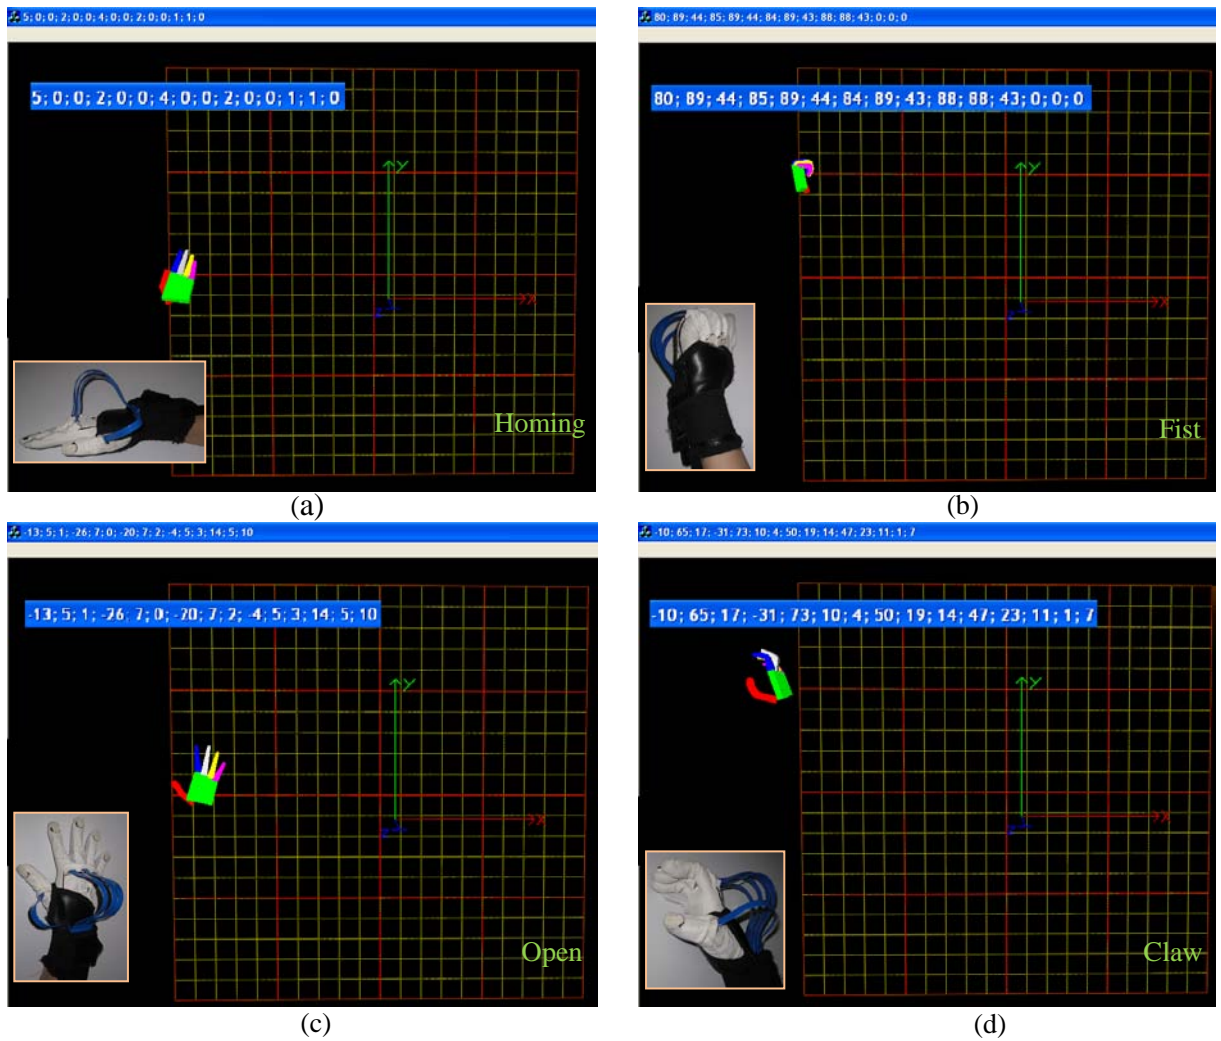 5; 0; 0; 2; 0; 0; 4; 0; 0; 2; 0; 0; 1; 1; 0
5; 0; 0; 2; 0; 0; 4; 0; 0; 2; 0; 0; 1; 1; 0
Y
X
Z
Homing
(a)
80; 89; 44; 85; 89; 44; 84; 89; 43; 88; 88; 43; 0; 0; 0
80; 89; 44; 85; 89; 44; 84; 89; 43; 88; 88; 43; 0; 0; 0
Y
X
Z
Fist
(b)
-13; 5; 1; -26; 7; 0; -20; 7; 2; -4; 5; 3; 14; 5; 10
-13; 5; 1; -26; 7; 0; -20; 7; 2; -4; 5; 3; 14; 5; 10
Y
X
Z
Open
(c)
-10; 65; 17; -31; 73; 10; 4; 50; 19; 14; 47; 23; 11; 1; 7
-10; 65; 17; -31; 73; 10; 4; 50; 19; 14; 47; 23; 11; 1; 7
Y
X
Z
Claw
(d)